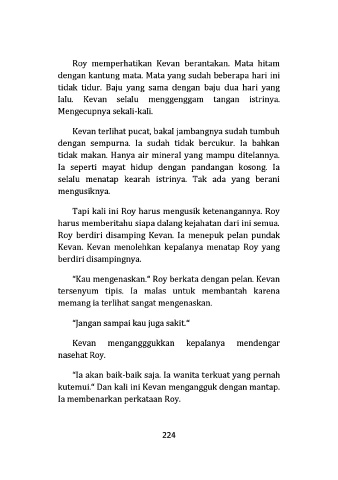 Roy memperhatikan Kevan berantakan. Mata hitam
dengan kantung mata. Mata yang sudah beberapa hari ini
tidak tidur. Baju yang sama dengan baju dua hari yang
lalu. Kevan selalu menggenggam tangan istrinya.
Mengecupnya sekali-kali.
Kevan terlihat pucat, bakal jambangnya sudah tumbuh
dengan sempurna. Ia sudah tidak bercukur. Ia bahkan
tidak makan. Hanya air mineral yang mampu ditelannya.
Ia seperti mayat hidup dengan pandangan kosong. Ia
selalu menatap kearah istrinya. Tak ada yang berani
mengusiknya.
Tapi kali ini Roy harus mengusik ketenangannya. Roy
harus memberitahu siapa dalang kejahatan dari ini semua.
Roy berdiri disamping Kevan. Ia menepuk pelan pundak
Kevan. Kevan menolehkan kepalanya menatap Roy yang
berdiri disampingnya.
"Kau mengenaskan." Roy berkata dengan pelan. Kevan
tersenyum tipis. Ia malas untuk membantah karena
memang ia terlihat sangat mengenaskan.
"Jangan sampai kau juga sakit."
Kevan mengangggukkan kepalanya mendengar
nasehat Roy.
"Ia akan baik-baik saja. Ia wanita terkuat yang pernah
kutemui." Dan kali ini Kevan mengangguk dengan mantap.
Ia membenarkan perkataan Roy.
224